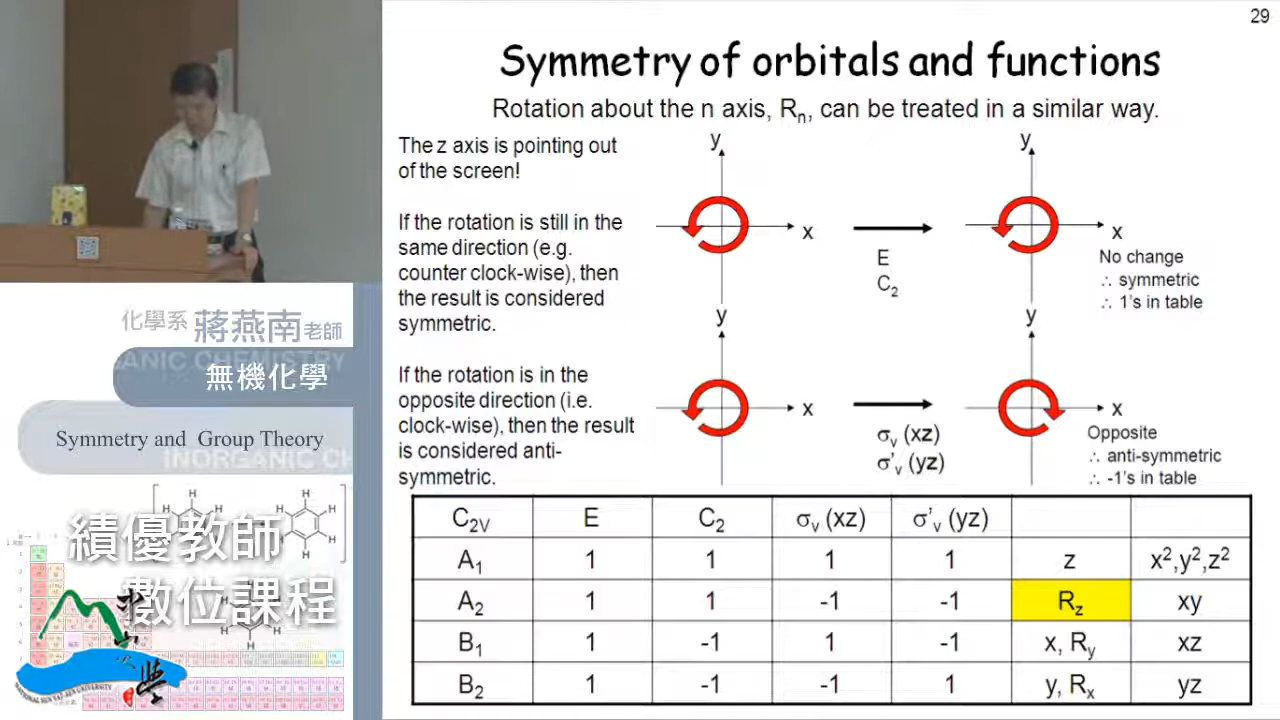 29
Symmetry of orbitals and functions
Rotation about the n axis, Rn, can be treated in a similar way.
The z axis is pointing out
of the screen!
If the rotation is still in the
same direction (e.g.
counter clock-wise), then
the result is considered
symmetric.
If the rotation is in the
opposite direction (i.e.
clock-wise), then the result
is considered anti-
symmetric.
y
x
E
C2
y
x
No change
∴ symmetric
∴ 1's in table
y
x
σv (xz)
σ'v (yz)
y
x
Opposite
∴ anti-symmetric
∴ -1's in table
C2V E C2 σv (xz) σ'v (yz)
A1 1 1 1 1 z x²,y²,z²
A2 1 1 -1 -1 Rz xy
B1 1 -1 1 -1 x, Ry xz
B2 1 -1 -1 1 y, Rx yz
化學系 蔣燕南老師
無機化學
Symmetry and Group Theory
績優教師
數位課程
NATIONAL SUN YAT-SEN UNIVERSITY